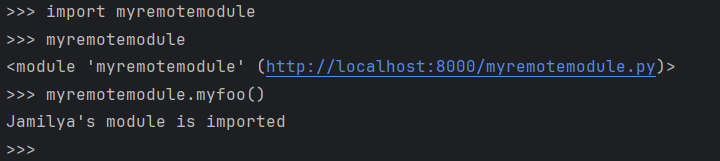 >>> import myremotemodule
>>> myremotemodule
<module 'myremotemodule' (http://localhost:8000/myremotemodule.py)>
>>> myremotemodule.myfoo()
Jamilya's module is imported
>>>